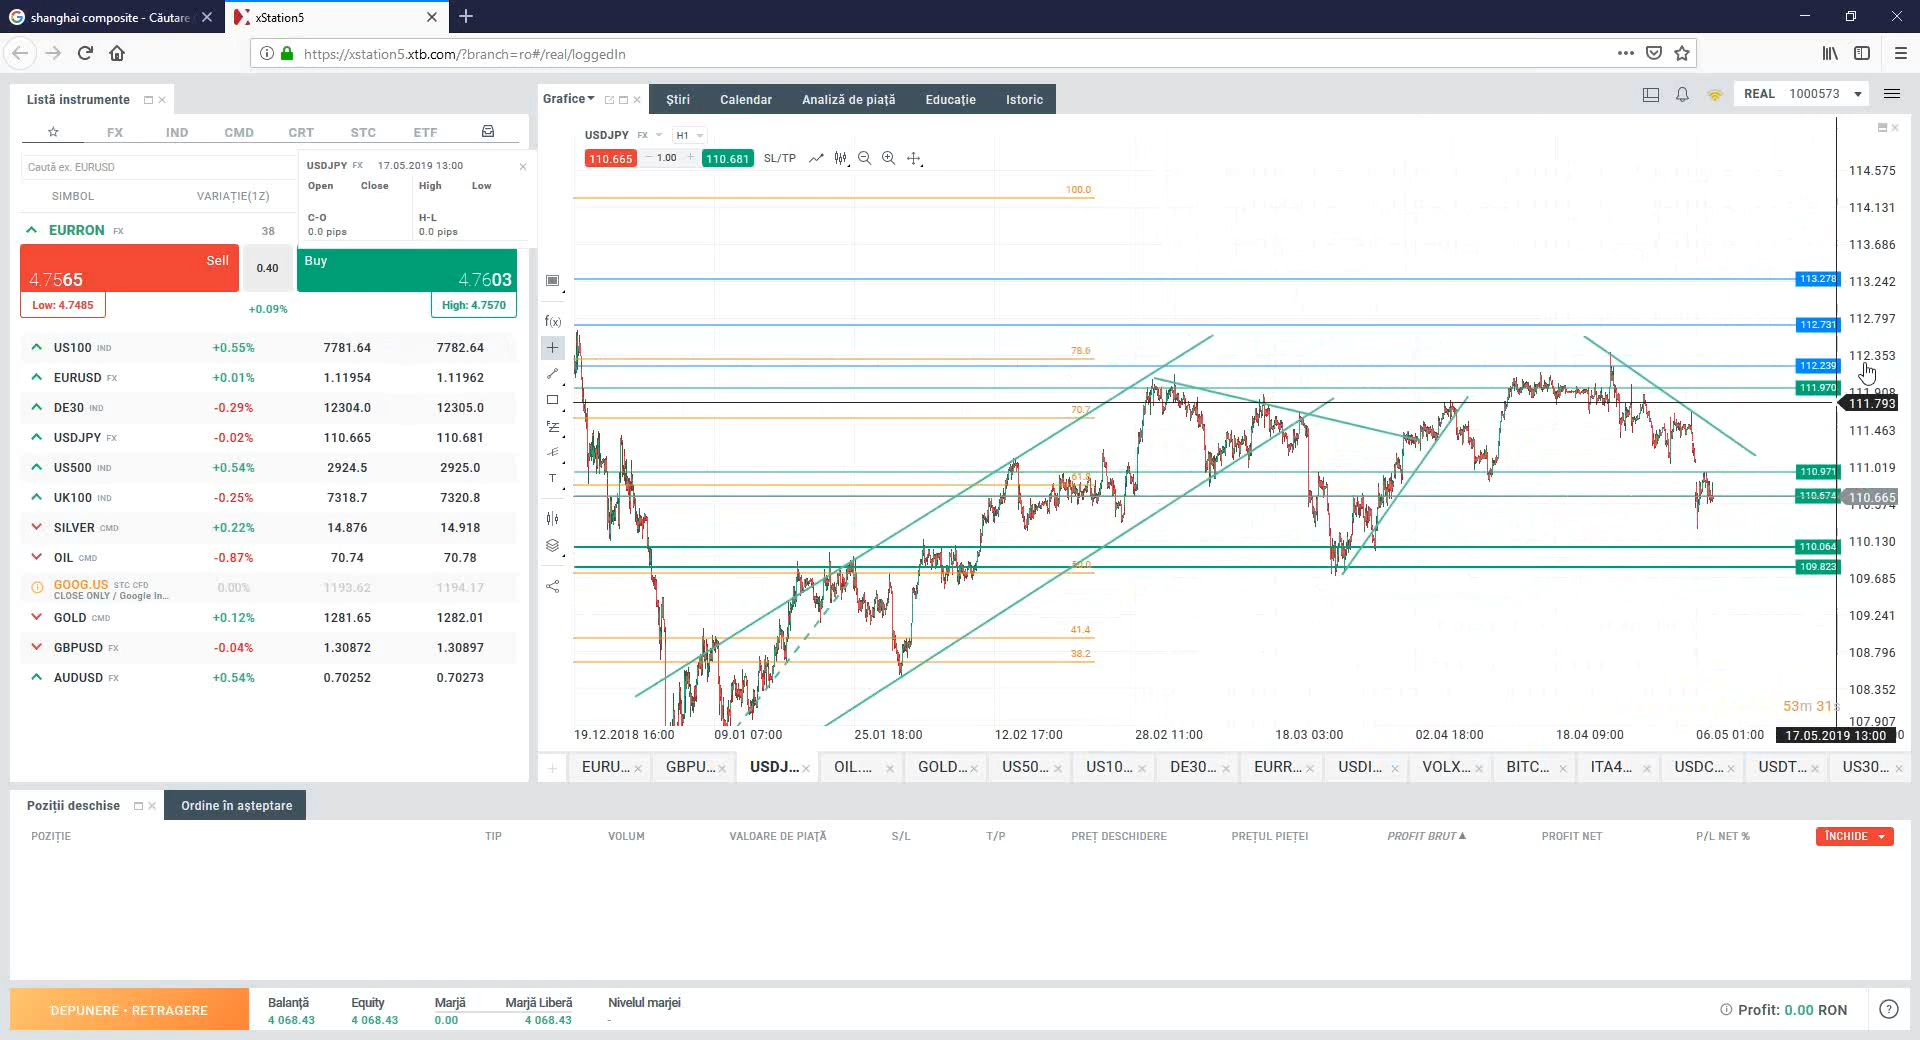 shanghai composite - Căutare
xStation5
https://xstation5.xtb.com/?branch=ro#/real/loggedIn
Listă instrumente
Grafice
Știri
Calendar
Analiză de piață
Educație
Istoric
REAL 1000573
FX IND CMD CRT STC ETF
Caută ex. EURUSD
SIMBOL VARIAȚIE(1Z)
USDJPY FX 17.05.2019 13:00
Open Close High Low
C-O H-L
0.0 pips 0.0 pips
EURRON FX 38
Sell 0.40 Buy
4.7565 4.7603
Low: 4.7485 +0.09% High: 4.7570
US100 IND +0.55% 7781.64 7782.64
EURUSD FX +0.01% 1.11954 1.11962
DE30 IND -0.29% 12304.0 12305.0
USDJPY FX -0.02% 110.665 110.681
US500 IND +0.54% 2924.5 2925.0
UK100 IND -0.25% 7318.7 7320.8
SILVER CMD +0.22% 14.876 14.918
OIL CMD -0.87% 70.74 70.78
GOOG.US STC CFD 0.00% 1193.62 1194.17
CLOSE ONLY / Google In...
GOLD CMD +0.12% 1281.65 1282.01
GBPUSD FX -0.04% 1.30872 1.30897
AUDUSD FX +0.54% 0.70252 0.70273
USDJPY FX H1
110.665 1.00 110.681 SL/TP
f(x)
T
100.0
78.6
70.7
61.8
50.0
41.4
38.2
113.278
112.731
112.239
111.970
110.971
110.674
110.064
109.823
114.575
114.131
113.686
113.242
112.797
112.353
111.908
111.793
111.463
111.019
110.665
110.574
110.130
109.685
109.241
108.796
108.352
107.907
53m 31s
19.12.2018 16:00 09.01 07:00 25.01 18:00 12.02 17:00 28.02 11:00 18.03 03:00 02.04 18:00 18.04 09:00 06.05 01:00 17.05.2019 13:00
EURU... GBPU... USDJ... OIL.... GOLD... US50... US10... DE30... EURR... USDI... VOLX... BITC... ITA4... USDC... USDT... US30...
Poziții deschise
Ordine în așteptare
POZIȚIE TIP VOLUM VALOARE DE PIAȚĂ S/L T/P PREȚ DESCHIDERE PREȚUL PIEȚEI PROFIT BRUT PROFIT NET P/L NET % ÎNCHIDE
DEPUNERE • RETRAGERE
Balanță Equity Marjă Marjă Liberă Nivelul marjei
4 068.43 4 068.43 0.00 4 068.43 -
Profit: 0.00 RON